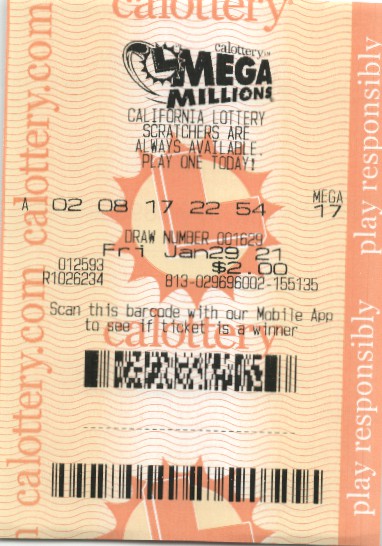 calottery
calottery
MEGA
MILLIONS
CALIFORNIA LOTTERY
SCRATCHERS ARE
ALWAYS AVAILABLE.
PLAY ONE TODAY!
A 02 08 17 22 54 MEGA 17
DRAW NUMBER 001629
Fri Jan29 21
012593 $2.00
R1026234 813-029696002-155135
Scan this barcode with our Mobile App
to see if ticket is a winner
calottery
calottery.com
calottery.com
play responsibly
play responsibly